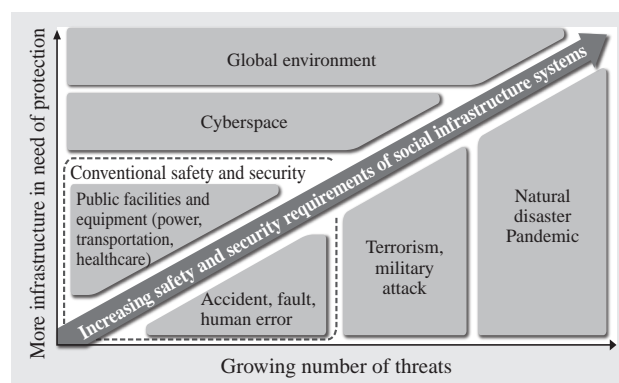 More infrastructure in need of protection
Global environment
Cyberspace
Conventional safety and security
Public facilities and
equipment (power,
transportation,
healthcare)
Increasing safety and security requirements of social infrastructure systems
Accident, fault,
human error
Terrorism,
military
attack
Natural
disaster
Pandemic
Growing number of threats